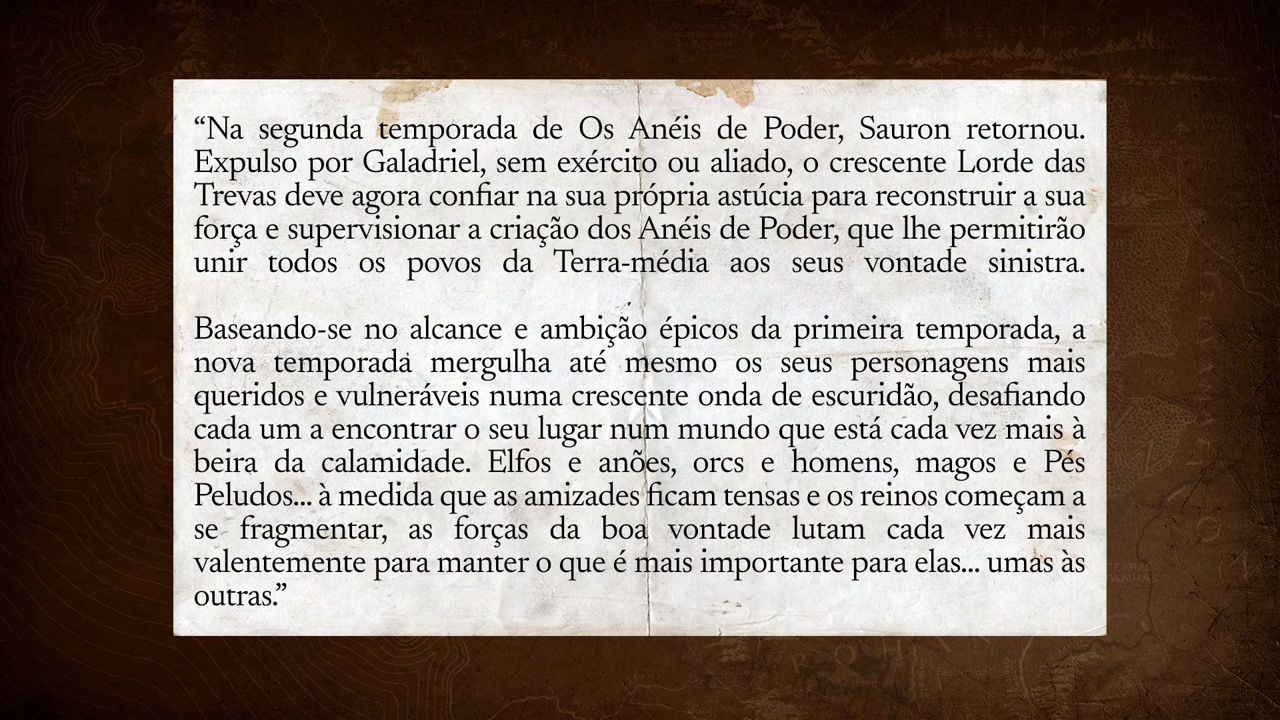 “Na segunda temporada de Os Anéis de Poder, Sauron retornou.
Expulso por Galadriel, sem exército ou aliado, o crescente Lorde das
Trevas deve agora confiar na sua própria astúcia para reconstruir a sua
força e supervisionar a criação dos Anéis de Poder, que lhe permitirão
unir todos os povos da Terra-média aos seus vontade sinistra.
Baseando-se no alcance e ambição épicos da primeira temporada, a
nova temporada mergulha até mesmo os seus personagens mais
queridos e vulneráveis numa crescente onda de escuridão, desafiando
cada um a encontrar o seu lugar num mundo que está cada vez mais à
beira da calamidade. Elfos e anões, orcs e homens, magos e Pés
Peludos... à medida que as amizades ficam tensas e os reinos começam a
se fragmentar, as forças da boa vontade lutam cada vez mais
valentemente para manter o que é mais importante para elas... umas às
outras.”